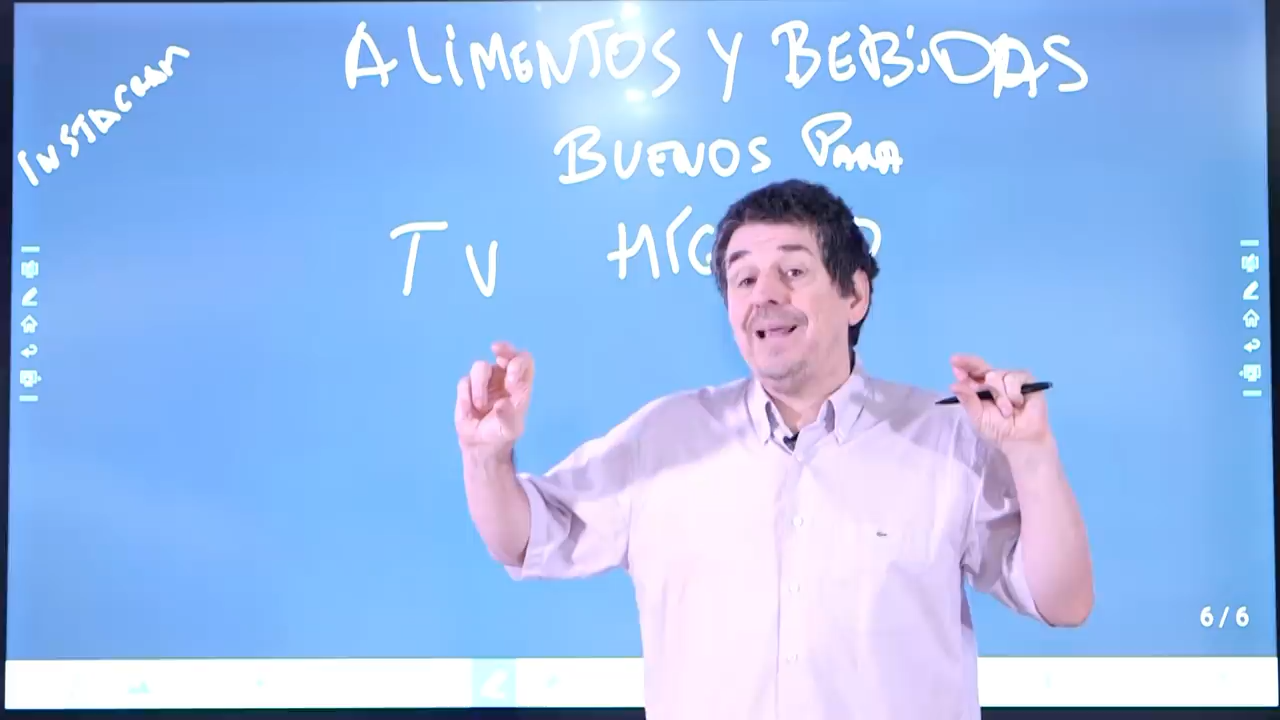 ALIMENTOS Y BEBIDAS
INSTAGRAM
BUENOS PARA
TU
6/6